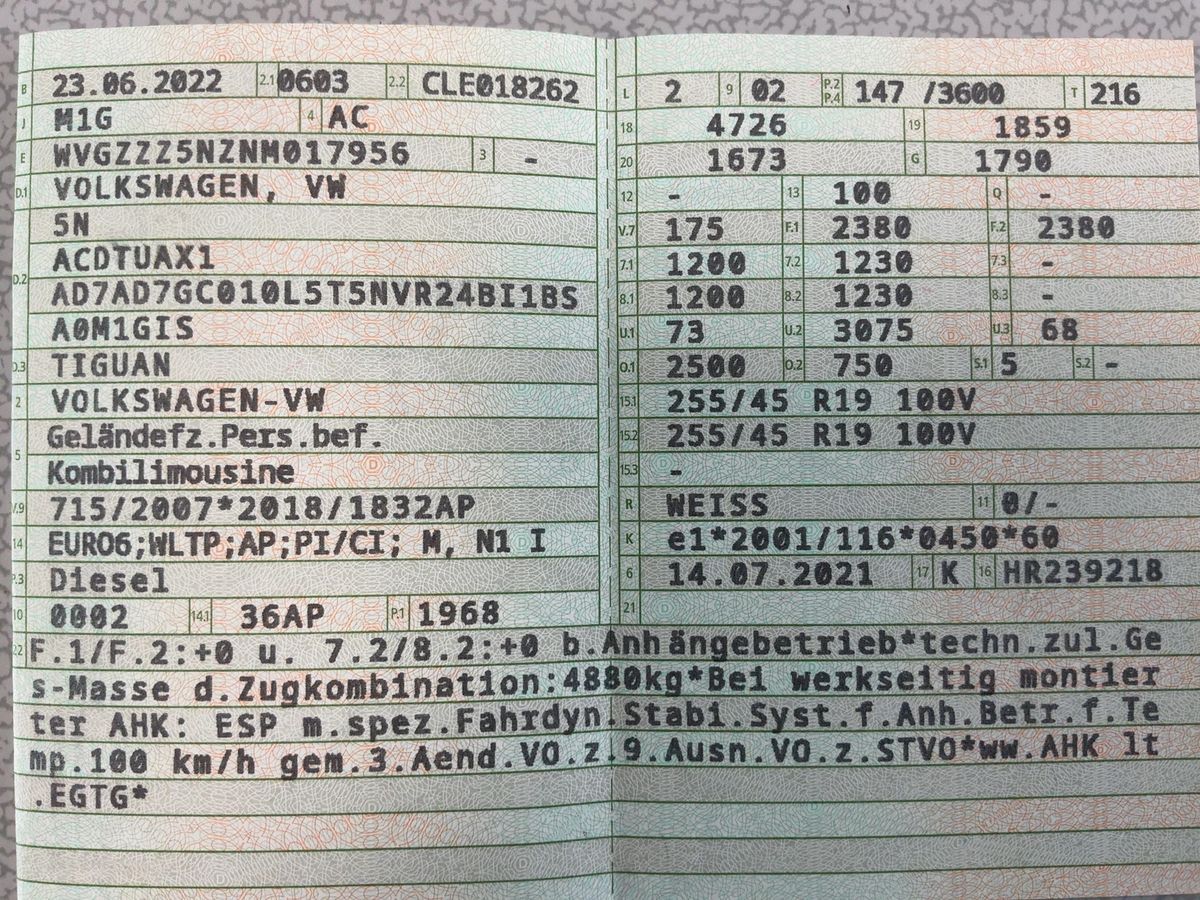 B 23.06.2022 2.1 0603 2.2 CLE018262
J M1G 4 AC
E WVGZZZ5NZNM017956 3 -
D.1 VOLKSWAGEN, VW
5N
D.2 ACDTUAX1
AD7AD7GC010L5T5NVR24BI1BS
A0M1GIS
D.3 TIGUAN
2 VOLKSWAGEN-VW
5 Geländefz.Pers.bef.
Kombilimousine
V.9 715/2007*2018/1832AP
14 EURO6;WLTP;AP;PI/CI; M, N1 I
P.3 Diesel
10 0002 14.1 36AP P.1 1968
L 2 9 02 P.2 P.4 147 /3600 T 216
18 4726 19 1859
20 1673 G 1790
12 - 13 100 Q -
V.7 175 F.1 2380 F.2 2380
7.1 1200 7.2 1230 7.3 -
8.1 1200 8.2 1230 8.3 -
U.1 73 U.2 3075 U.3 68
O.1 2500 O.2 750 S.1 5 S.2 -
15.1 255/45 R19 100V
15.2 255/45 R19 100V
15.3 -
R WEISS 11 0/-
K e1*2001/116*0450*60
6 14.07.2021 17 K 16 HR239218
21
22 F.1/F.2:+0 u. 7.2/8.2:+0 b.Anhängebetrieb*techn.zul.Ge
s-Masse d.Zugkombination:4880kg*Bei werkseitig montier
ter AHK: ESP m.spez.Fahrdyn.Stabi.Syst.f.Anh.Betr.f.Te
mp.100 km/h gem.3.Aend.VO.z.9.Ausn.VO.z.STVO*ww.AHK lt
.EGTG*